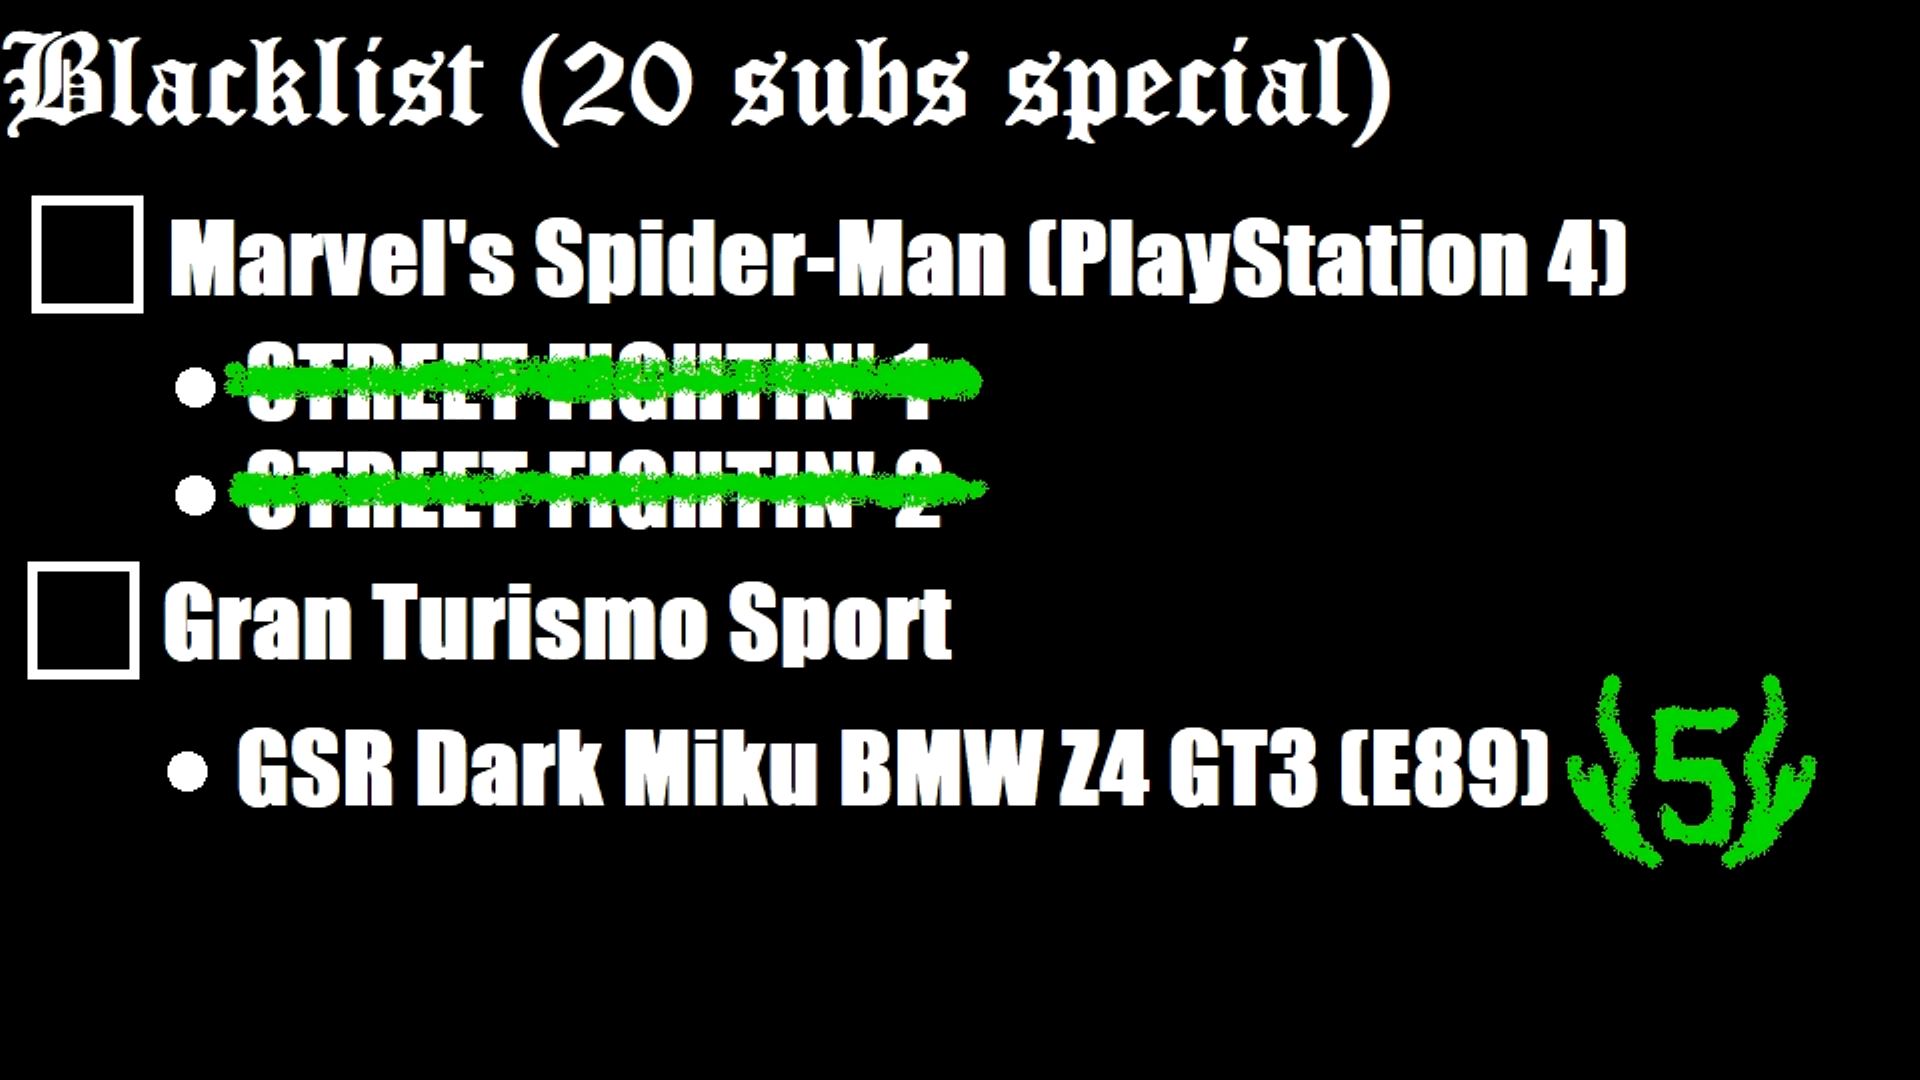 Blacklist (20 subs special)
Marvel's Spider-Man (PlayStation 4)
STREET FIGHTIN' 1
STREET FIGHTIN' 2
Gran Turismo Sport
GSR Dark Miku BMW Z4 GT3 (E89) 5